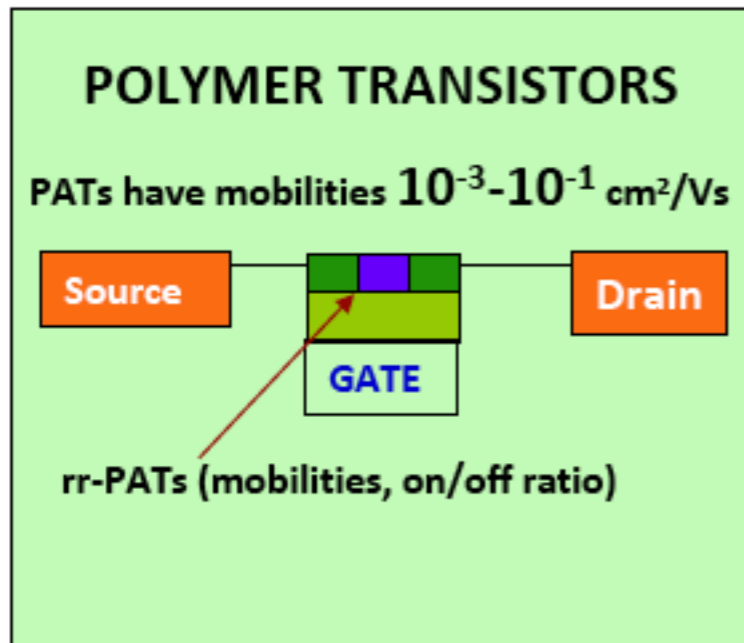 POLYMER TRANSISTORS
PATs have mobilities 10⁻³-10⁻¹ cm²/Vs
Source
Drain
GATE
rr-PATs (mobilities, on/off ratio)